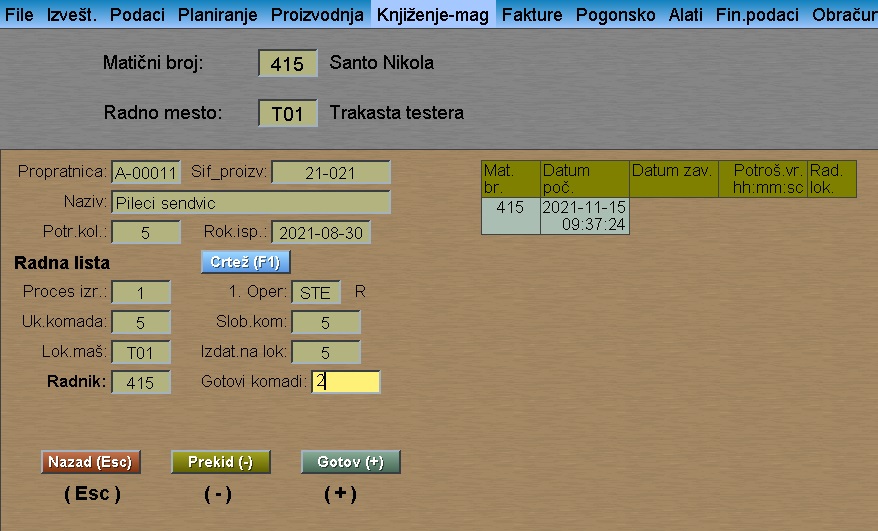 File Izvešt. Podaci Planiranje Proizvodnja Knjiženje-mag Fakture Pogonsko Alati Fin.podaci Obračun
Matični broj: 415 Santo Nikola
Radno mesto: T01 Trakasta testera
Propratnica: A-00011 Sif_proizv: 21-021
Naziv: Pileci sendvic
Potr.kol.: 5 Rok.isp.: 2021-08-30
Radna lista Crtež (F1)
Proces izr.: 1 1. Oper: STE R
Uk.komada: 5 Slob.kom: 5
Lok.maš: T01 Izdat.na lok: 5
Radnik: 415 Gotovi komadi: 2
Mat. br. Datum poč. Datum zav. Potroš.vr. hh:mm:sc Rad. lok.
415 2021-11-15 09:37:24
Nazad (Esc) Prekid (-) Gotov (+)
( Esc ) ( - ) ( + )